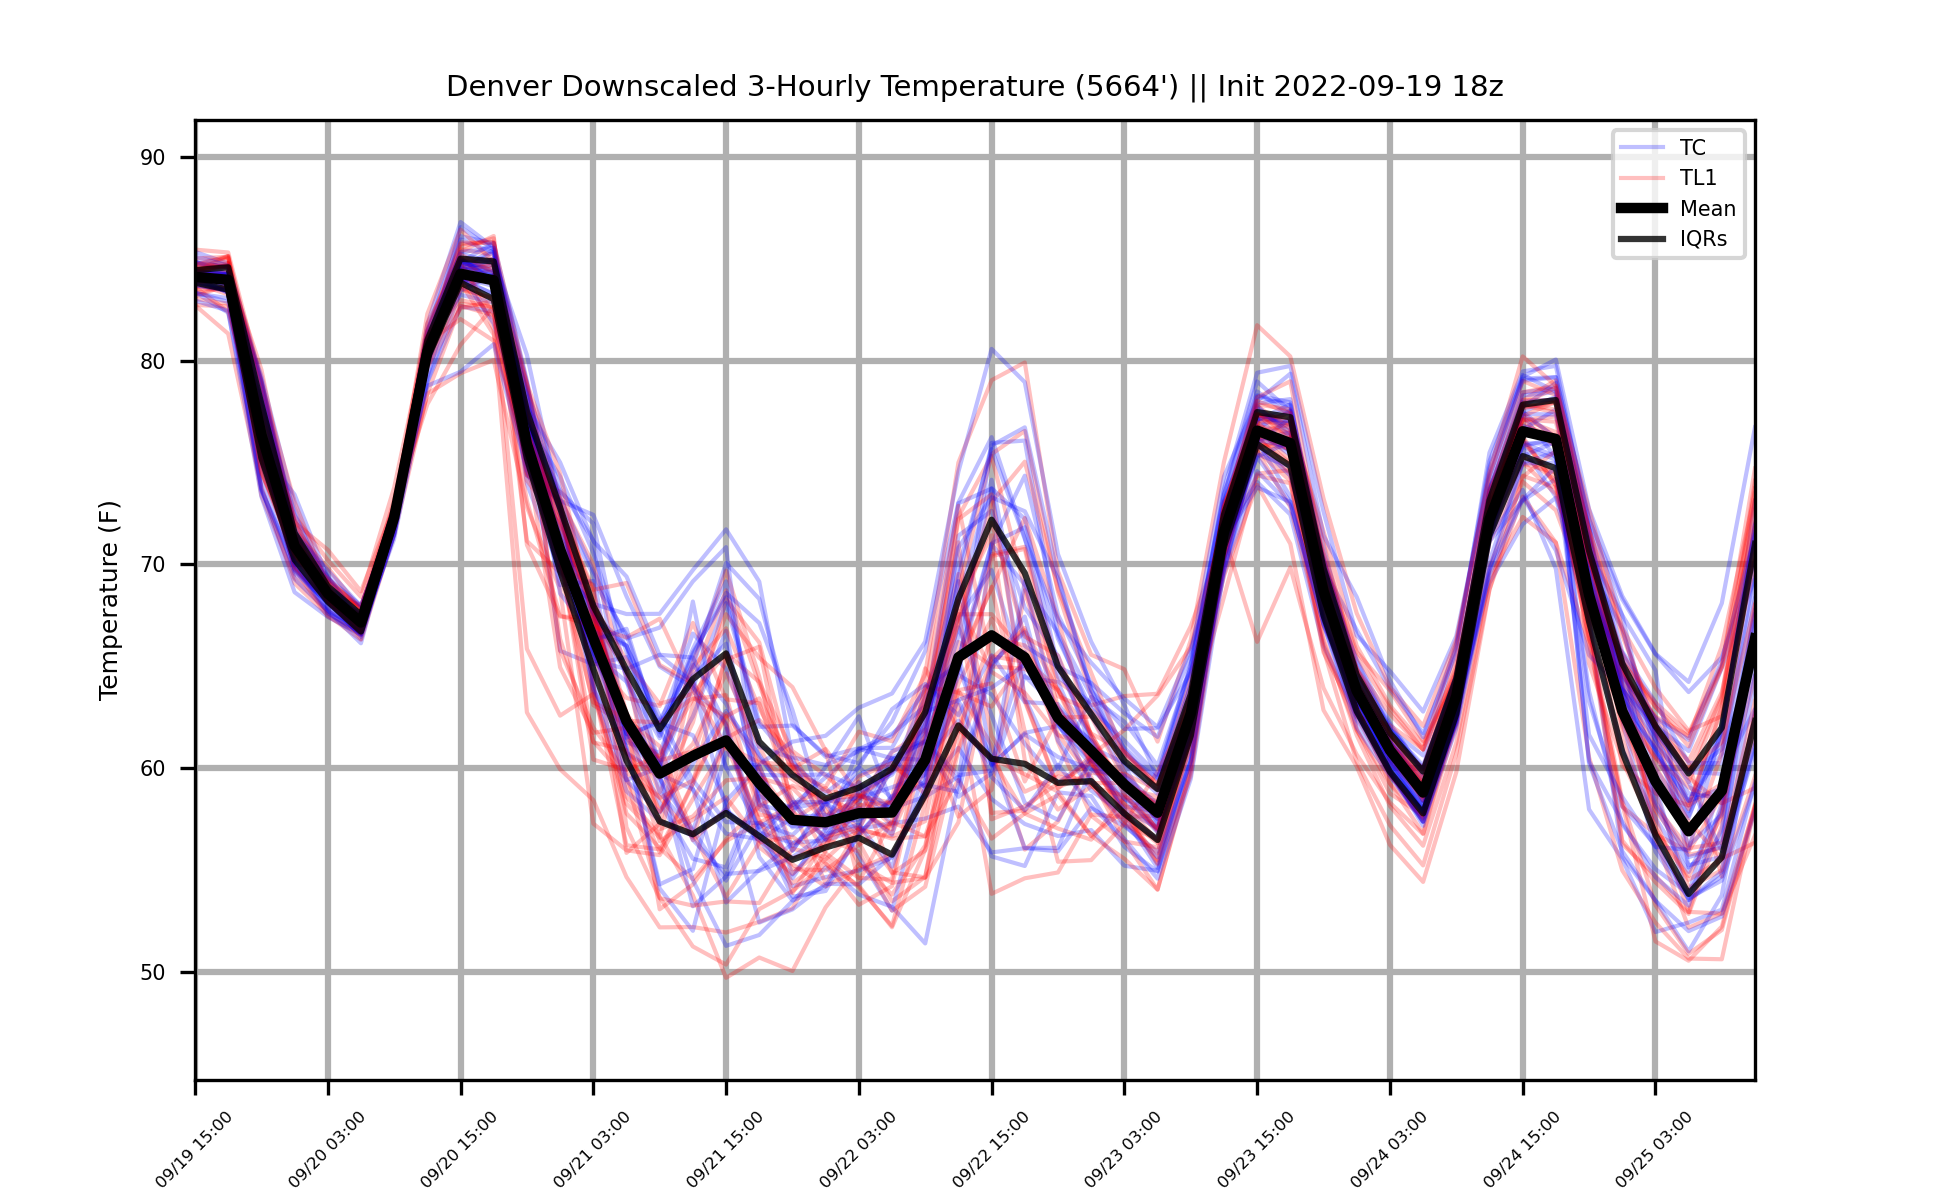 Denver Downscaled 3-Hourly Temperature (5664') || Init 2022-09-19 18z
TC
TL1
Mean
IQRs
Temperature (F)
90
80
70
60
50
09/19 15:00
09/20 03:00
09/20 15:00
09/21 03:00
09/21 15:00
09/22 03:00
09/22 15:00
09/23 03:00
09/23 15:00
09/24 03:00
09/24 15:00
09/25 03:00